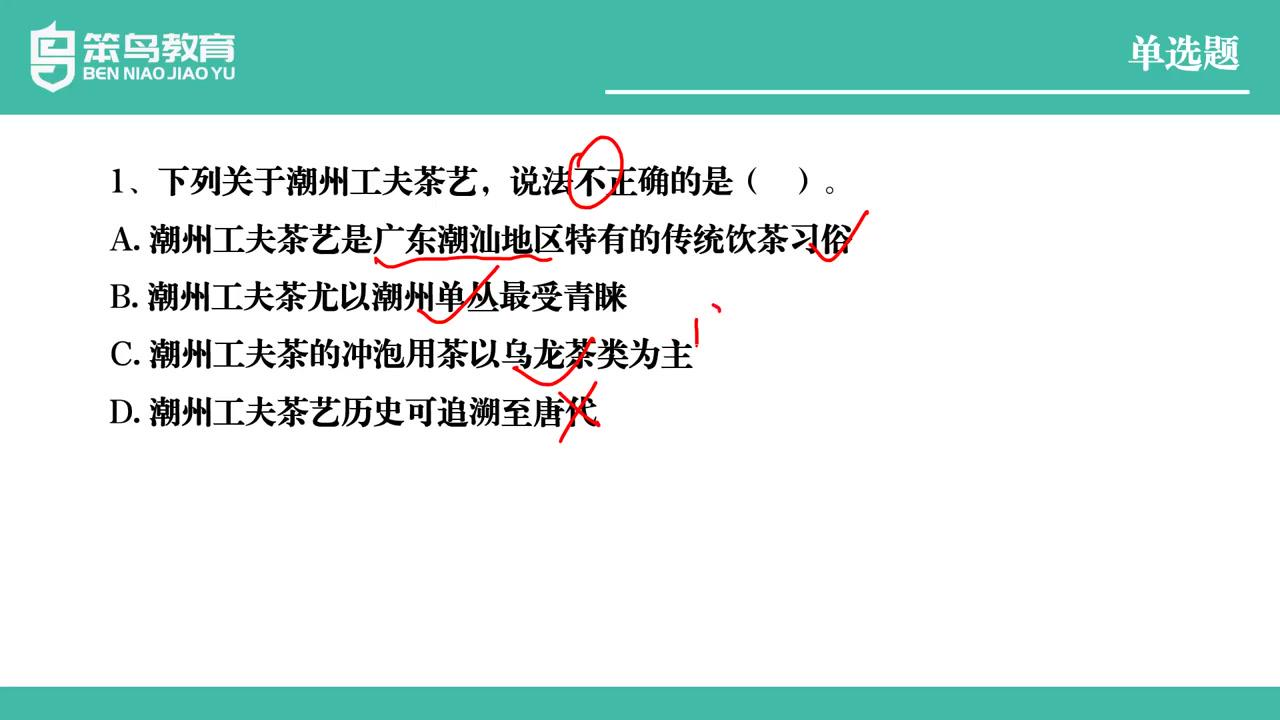 笨鸟教育
BEN NIAO JIAO YU
单选题
1、下列关于潮州工夫茶艺，说法不正确的是（　）。
A. 潮州工夫茶艺是广东潮汕地区特有的传统饮茶习俗
B. 潮州工夫茶尤以潮州单丛最受青睐
C. 潮州工夫茶的冲泡用茶以乌龙茶类为主
D. 潮州工夫茶艺历史可追溯至唐代